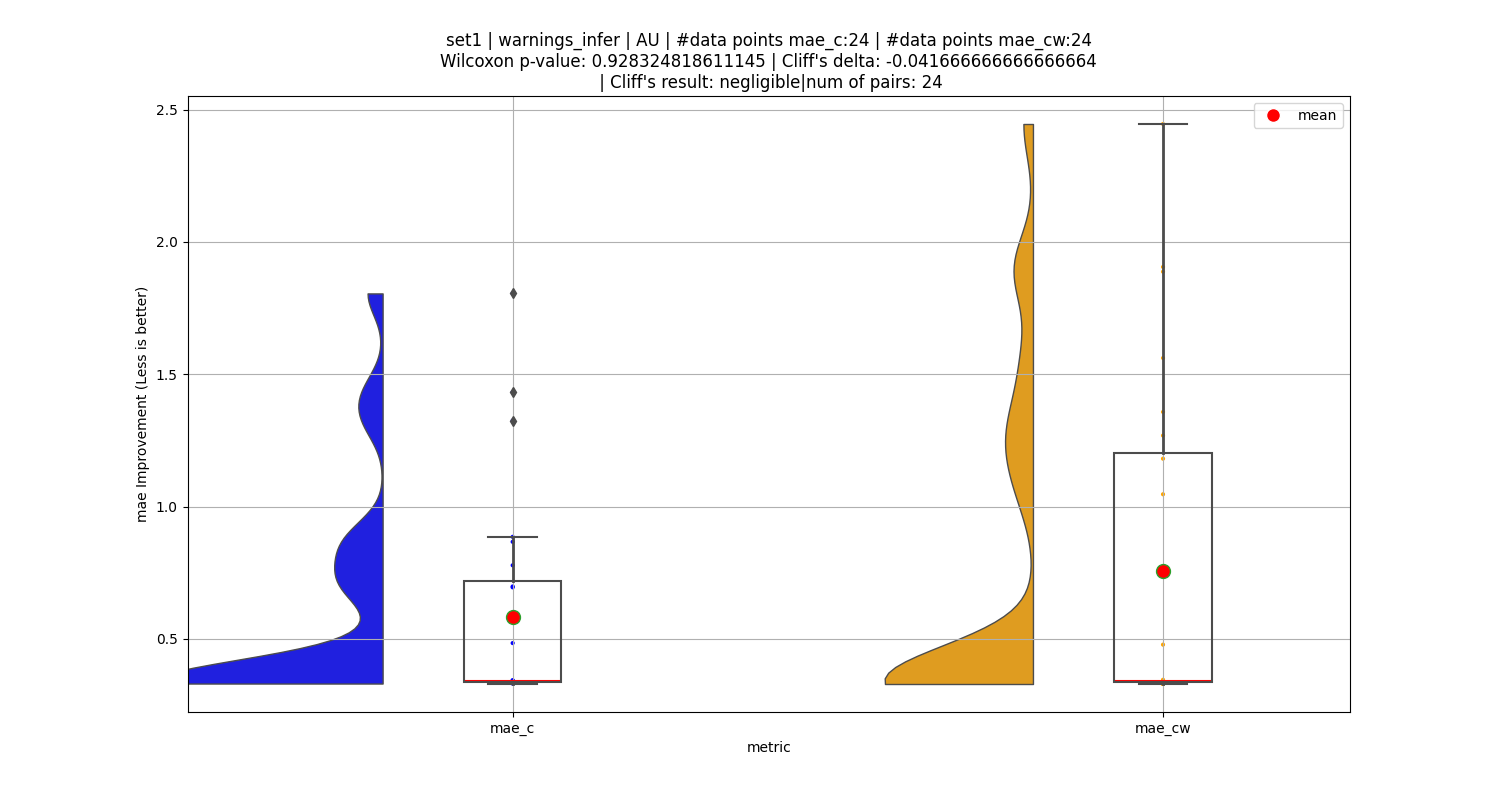 set1 | warnings_infer | AU | #data points mae_c:24 | #data points mae_cw:24
Wilcoxon p-value: 0.928324818611145 | Cliff's delta: -0.041666666666666664
| Cliff's result: negligible|num of pairs: 24
mean
2.5
2.0
1.5
1.0
0.5
mae Improvement (Less is better)
mae_c
mae_cw
metric